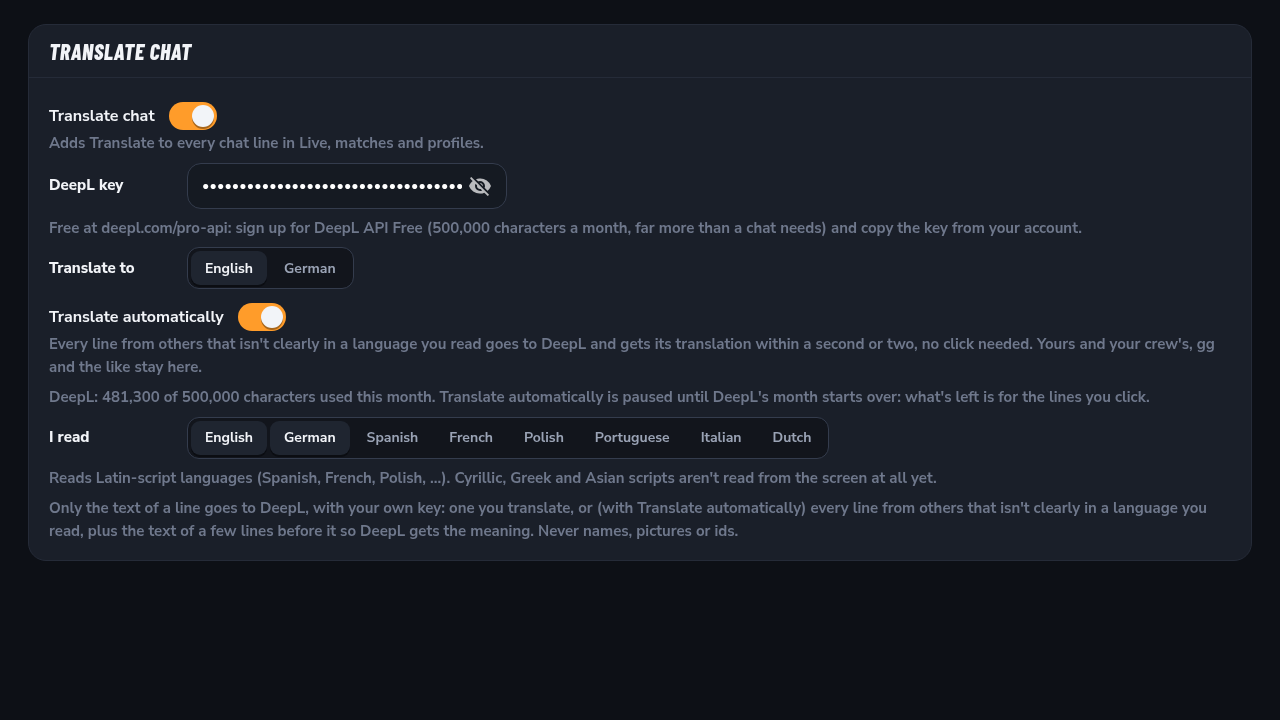 TRANSLATE CHAT
Translate chat
Adds Translate to every chat line in Live, matches and profiles.
DeepL key •••••••••••••••••••••••••••••••••••
Free at deepl.com/pro-api: sign up for DeepL API Free (500,000 characters a month, far more than a chat needs) and copy the key from your account.
Translate to English German
Translate automatically
Every line from others that isn't clearly in a language you read goes to DeepL and gets its translation within a second or two, no click needed. Yours and your crew's, gg
and the like stay here.
DeepL: 481,300 of 500,000 characters used this month. Translate automatically is paused until DeepL's month starts over: what's left is for the lines you click.
I read English German Spanish French Polish Portuguese Italian Dutch
Reads Latin-script languages (Spanish, French, Polish, ...). Cyrillic, Greek and Asian scripts aren't read from the screen at all yet.
Only the text of a line goes to DeepL, with your own key: one you translate, or (with Translate automatically) every line from others that isn't clearly in a language you
read, plus the text of a few lines before it so DeepL gets the meaning. Never names, pictures or ids.